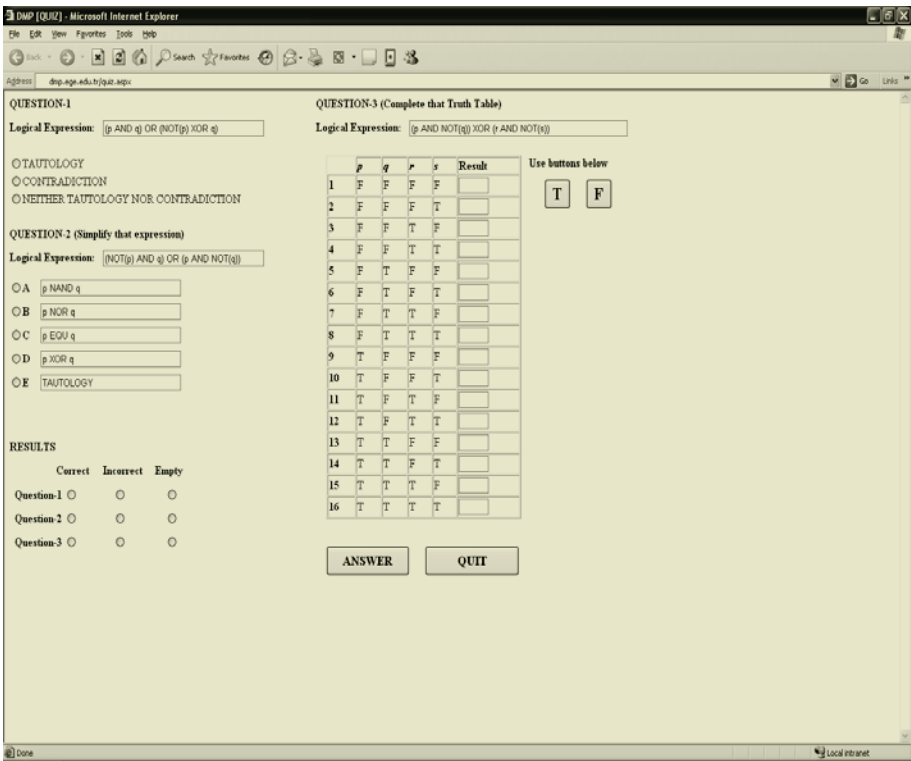 DMP [QUIZ] - Microsoft Internet Explorer
File Edit View Favorites Tools Help
Back Search Favorites
Address dmp.ege.edu.tr/quiz.aspx Go Links
QUESTION-1
Logical Expression: (p AND q) OR (NOT(p) XOR q)
TAUTOLOGY
CONTRADICTION
NEITHER TAUTOLOGY NOR CONTRADICTION
QUESTION-2 (Simplify that expression)
Logical Expression: (NOT(p) AND q) OR (p AND NOT(q))
A p NAND q
B p NOR q
C p EQU q
D p XOR q
E TAUTOLOGY
RESULTS
Correct Incorrect Empty
Question-1
Question-2
Question-3
QUESTION-3 (Complete that Truth Table)
Logical Expression: (p AND NOT(q)) XOR (r AND NOT(s))
p q r s Result
1 F F F F
2 F F F T
3 F F T F
4 F F T T
5 F T F F
6 F T F T
7 F T T F
8 F T T T
9 T F F F
10 T F F T
11 T F T F
12 T F T T
13 T T F F
14 T T F T
15 T T T F
16 T T T T
Use buttons below
T F
ANSWER QUIT
Done Local intranet